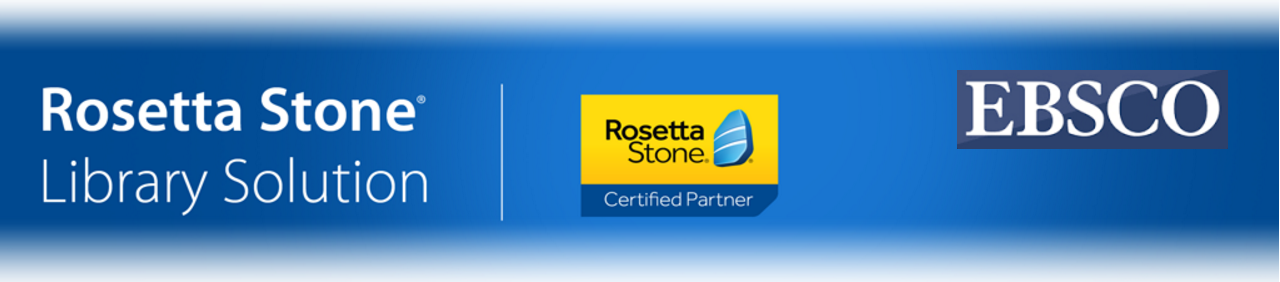 Rosetta Stone®
Library Solution
Rosetta
Stone®
Certified Partner
EBSCO